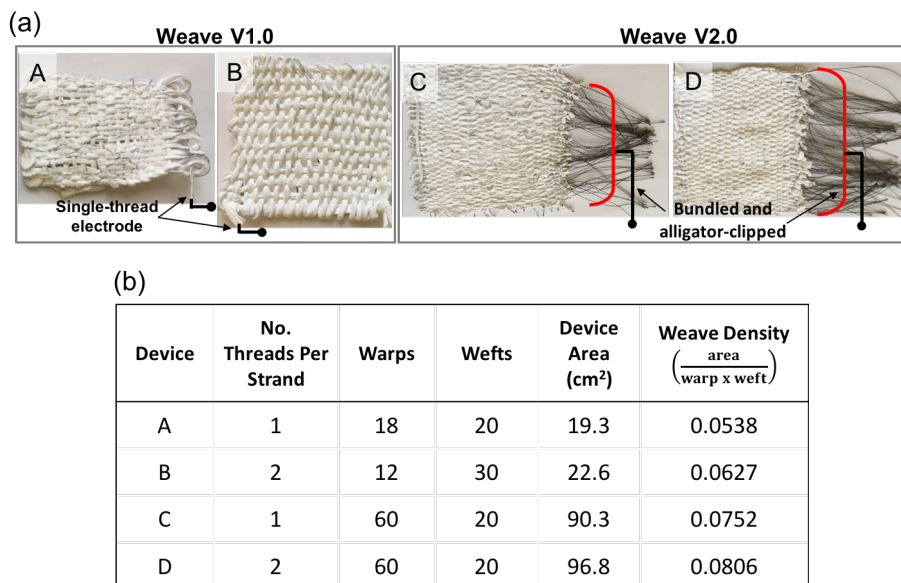 (a)
Weave V1.0
Weave V2.0
A
B
C
D
Single-thread
electrode
Bundled and
alligator-clipped
(b)
Device
No.
Threads Per
Strand
Warps
Wefts
Device
Area
(cm²)
Weave Density
(area / warp x weft)
A 1 18 20 19.3 0.0538
B 2 12 30 22.6 0.0627
C 1 60 20 90.3 0.0752
D 2 60 20 96.8 0.0806